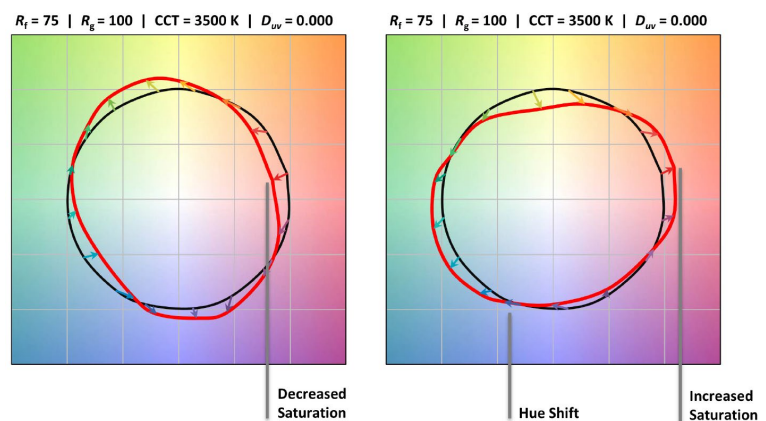 Rf = 75 | Rg = 100 | CCT = 3500 K | Duv = 0.000
Rf = 75 | Rg = 100 | CCT = 3500 K | Duv = 0.000
Decreased
Saturation
Hue Shift
Increased
Saturation